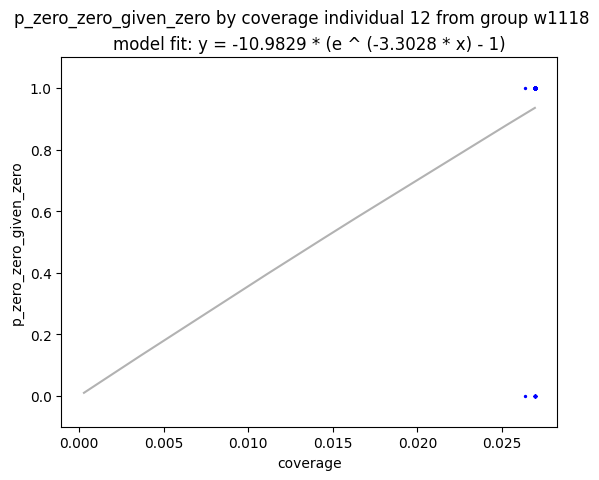 p_zero_zero_given_zero by coverage individual 12 from group w1118
model fit: y = -10.9829 * (e ^ (-3.3028 * x) - 1)
1.0
0.8
0.6
0.4
0.2
0.0
p_zero_zero_given_zero
0.000 0.005 0.010 0.015 0.020 0.025
coverage